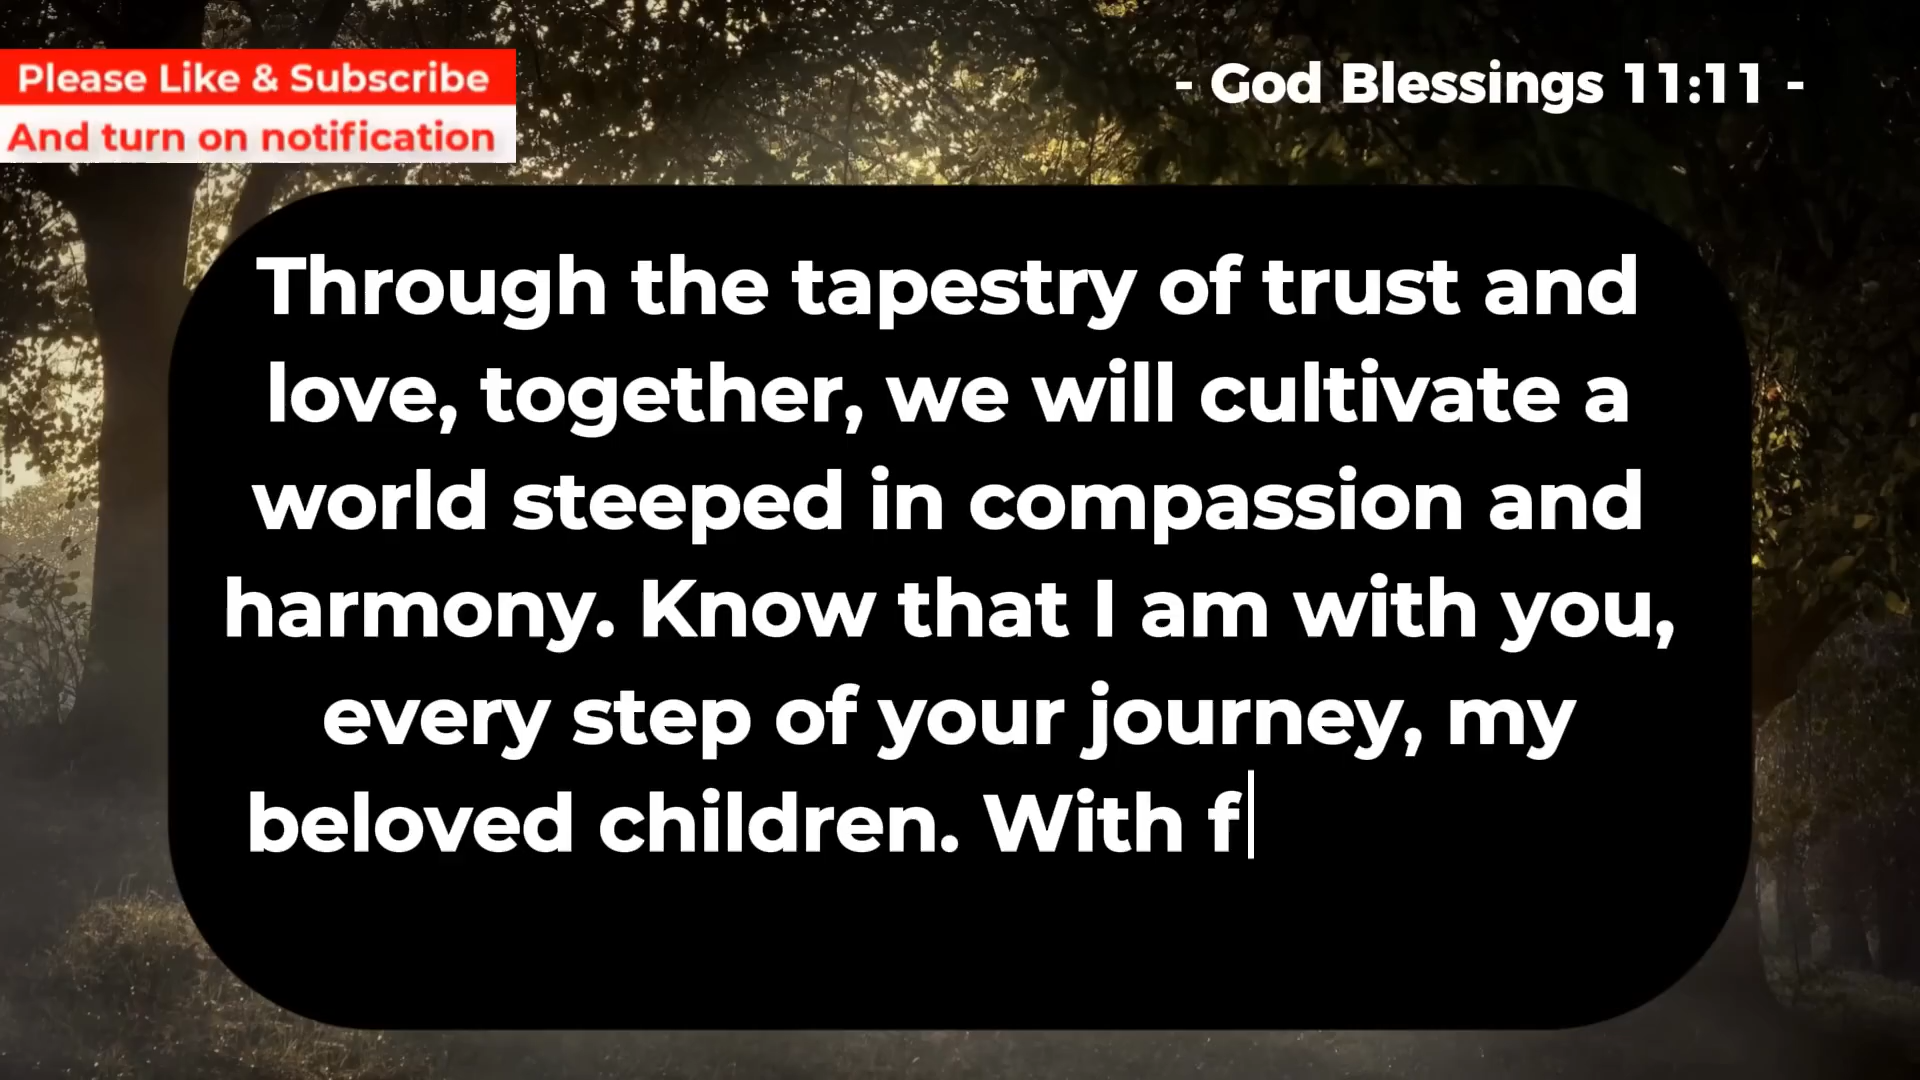 Please Like & Subscribe
And turn on notification
- God Blessings 11:11 -
Through the tapestry of trust and
love, together, we will cultivate a
world steeped in compassion and
harmony. Know that I am with you,
every step of your journey, my
beloved children. With f